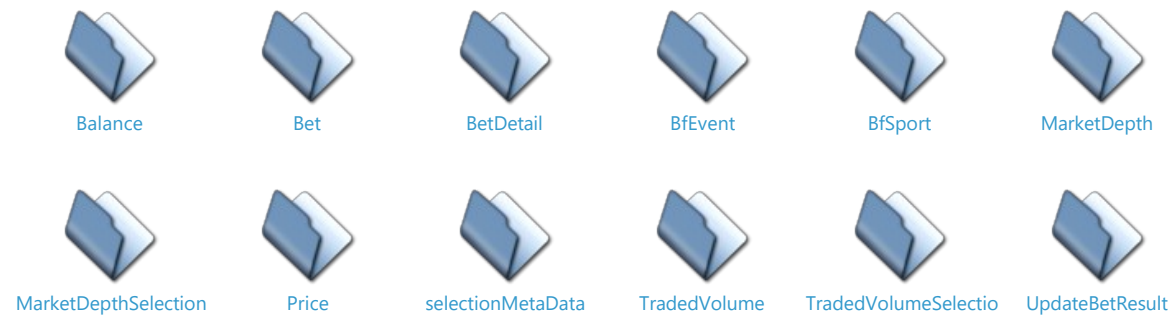 Balance Bet BetDetail BfEvent BfSport MarketDepth
MarketDepthSelection Price selectionMetaData TradedVolume TradedVolumeSelectio UpdateBetResult